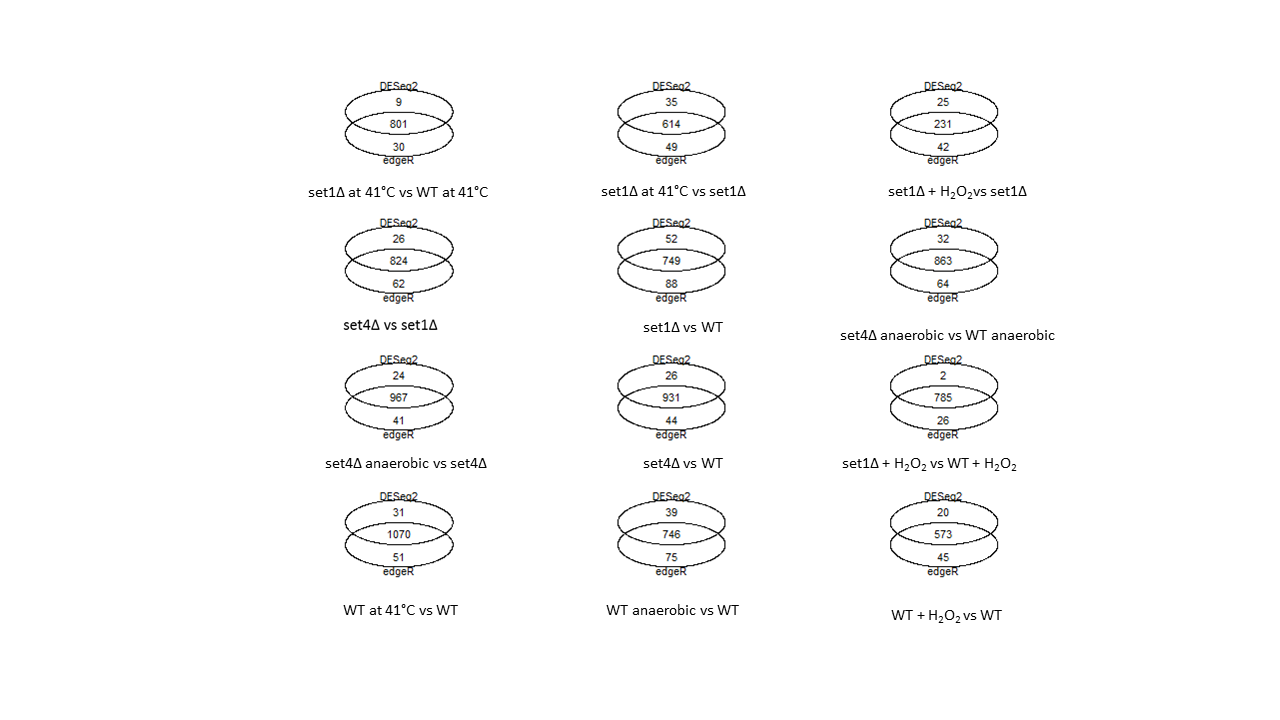 DESeq2 DESeq2 DESeq2
9 35 25
801 614 231
30 49 42
edgeR edgeR edgeR
set1Δ at 41°C vs WT at 41°C set1Δ at 41°C vs set1Δ set1Δ + H₂O₂vs set1Δ
DESeq2 DESeq2 DESeq2
26 52 32
824 749 863
62 88 64
edgeR edgeR edgeR
set4Δ vs set1Δ set1Δ vs WT set4Δ anaerobic vs WT anaerobic
DESeq2 DESeq2 DESeq2
24 26 2
967 931 785
41 44 26
edgeR edgeR edgeR
set4Δ anaerobic vs set4Δ set4Δ vs WT set1Δ + H₂O₂ vs WT + H₂O₂
DESeq2 DESeq2 DESeq2
31 39 20
1070 746 573
51 75 45
edgeR edgeR edgeR
WT at 41°C vs WT WT anaerobic vs WT WT + H₂O₂ vs WT